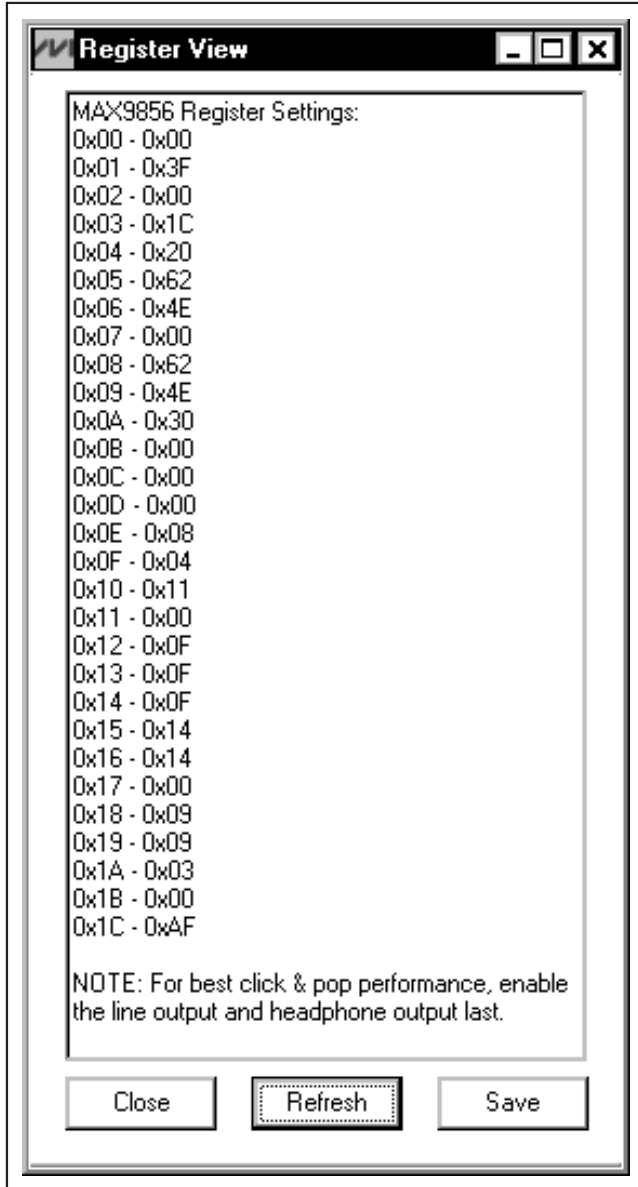 Register View
MAX9856 Register Settings:
0x00 - 0x00
0x01 - 0x3F
0x02 - 0x00
0x03 - 0x1C
0x04 - 0x20
0x05 - 0x62
0x06 - 0x4E
0x07 - 0x00
0x08 - 0x62
0x09 - 0x4E
0x0A - 0x30
0x0B - 0x00
0x0C - 0x00
0x0D - 0x00
0x0E - 0x08
0x0F - 0x04
0x10 - 0x11
0x11 - 0x00
0x12 - 0x0F
0x13 - 0x0F
0x14 - 0x0F
0x15 - 0x14
0x16 - 0x14
0x17 - 0x00
0x18 - 0x09
0x19 - 0x09
0x1A - 0x03
0x1B - 0x00
0x1C - 0xAF
NOTE: For best click & pop performance, enable
the line output and headphone output last.
Close Refresh Save